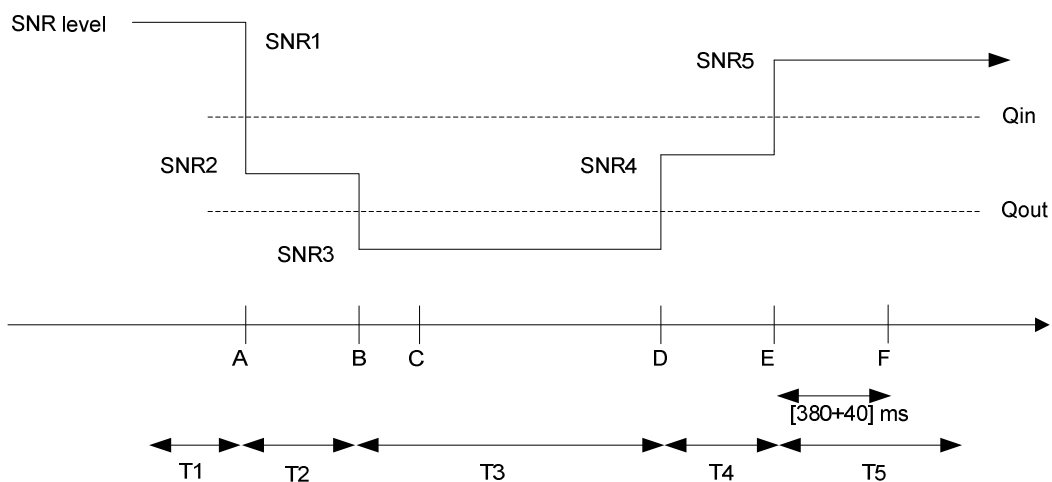 SNR level
SNR1
SNR5
Qin
SNR2
SNR4
Qout
SNR3
A
B
C
D
E
F
[380+40] ms
T1
T2
T3
T4
T5